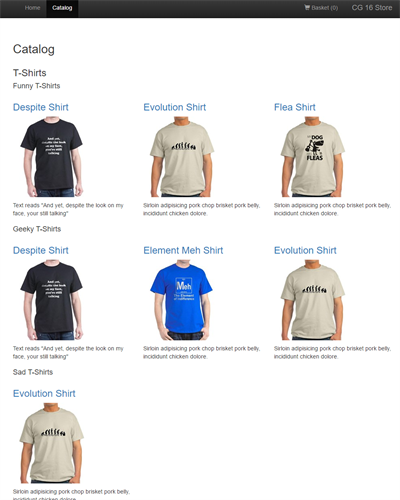 Home Catalog Basket (0) CG 16 Store
Catalog
T-Shirts
Funny T-Shirts
Despite Shirt Evolution Shirt Flea Shirt
And yet,
despite the look
on my face,
you're still
talking
DOG
FLEAS
Text reads "And yet, despite the look on my Sirloin adipisicing pork chop brisket pork belly, Sirloin adipisicing pork chop brisket pork belly,
face, your still talking" incididunt chicken dolore. incididunt chicken dolore.
Geeky T-Shirts
Despite Shirt Element Meh Shirt Evolution Shirt
And yet,
despite the look
on my face,
you're still
talking
Meh
Text reads "And yet, despite the look on my Sirloin adipisicing pork chop brisket pork belly, Sirloin adipisicing pork chop brisket pork belly,
face, your still talking" incididunt chicken dolore. incididunt chicken dolore.
Sad T-Shirts
Evolution Shirt
Sirloin adipisicing pork chop brisket pork belly,
incididunt chicken dolore.